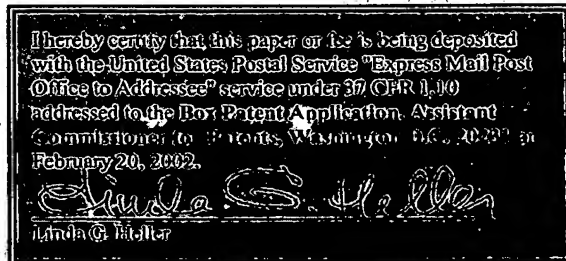 I hereby certify that this paper or fee is being deposited
with the United States Postal Service "Express Mail Post
Office to Addressee" service under 37 CFR 1.10
addressed to the Box Patent Application, Assistant
Commissioner for Patents, Washington D.C., on
February 20, 2002.
Linda G. Heller
Linda G. Heller